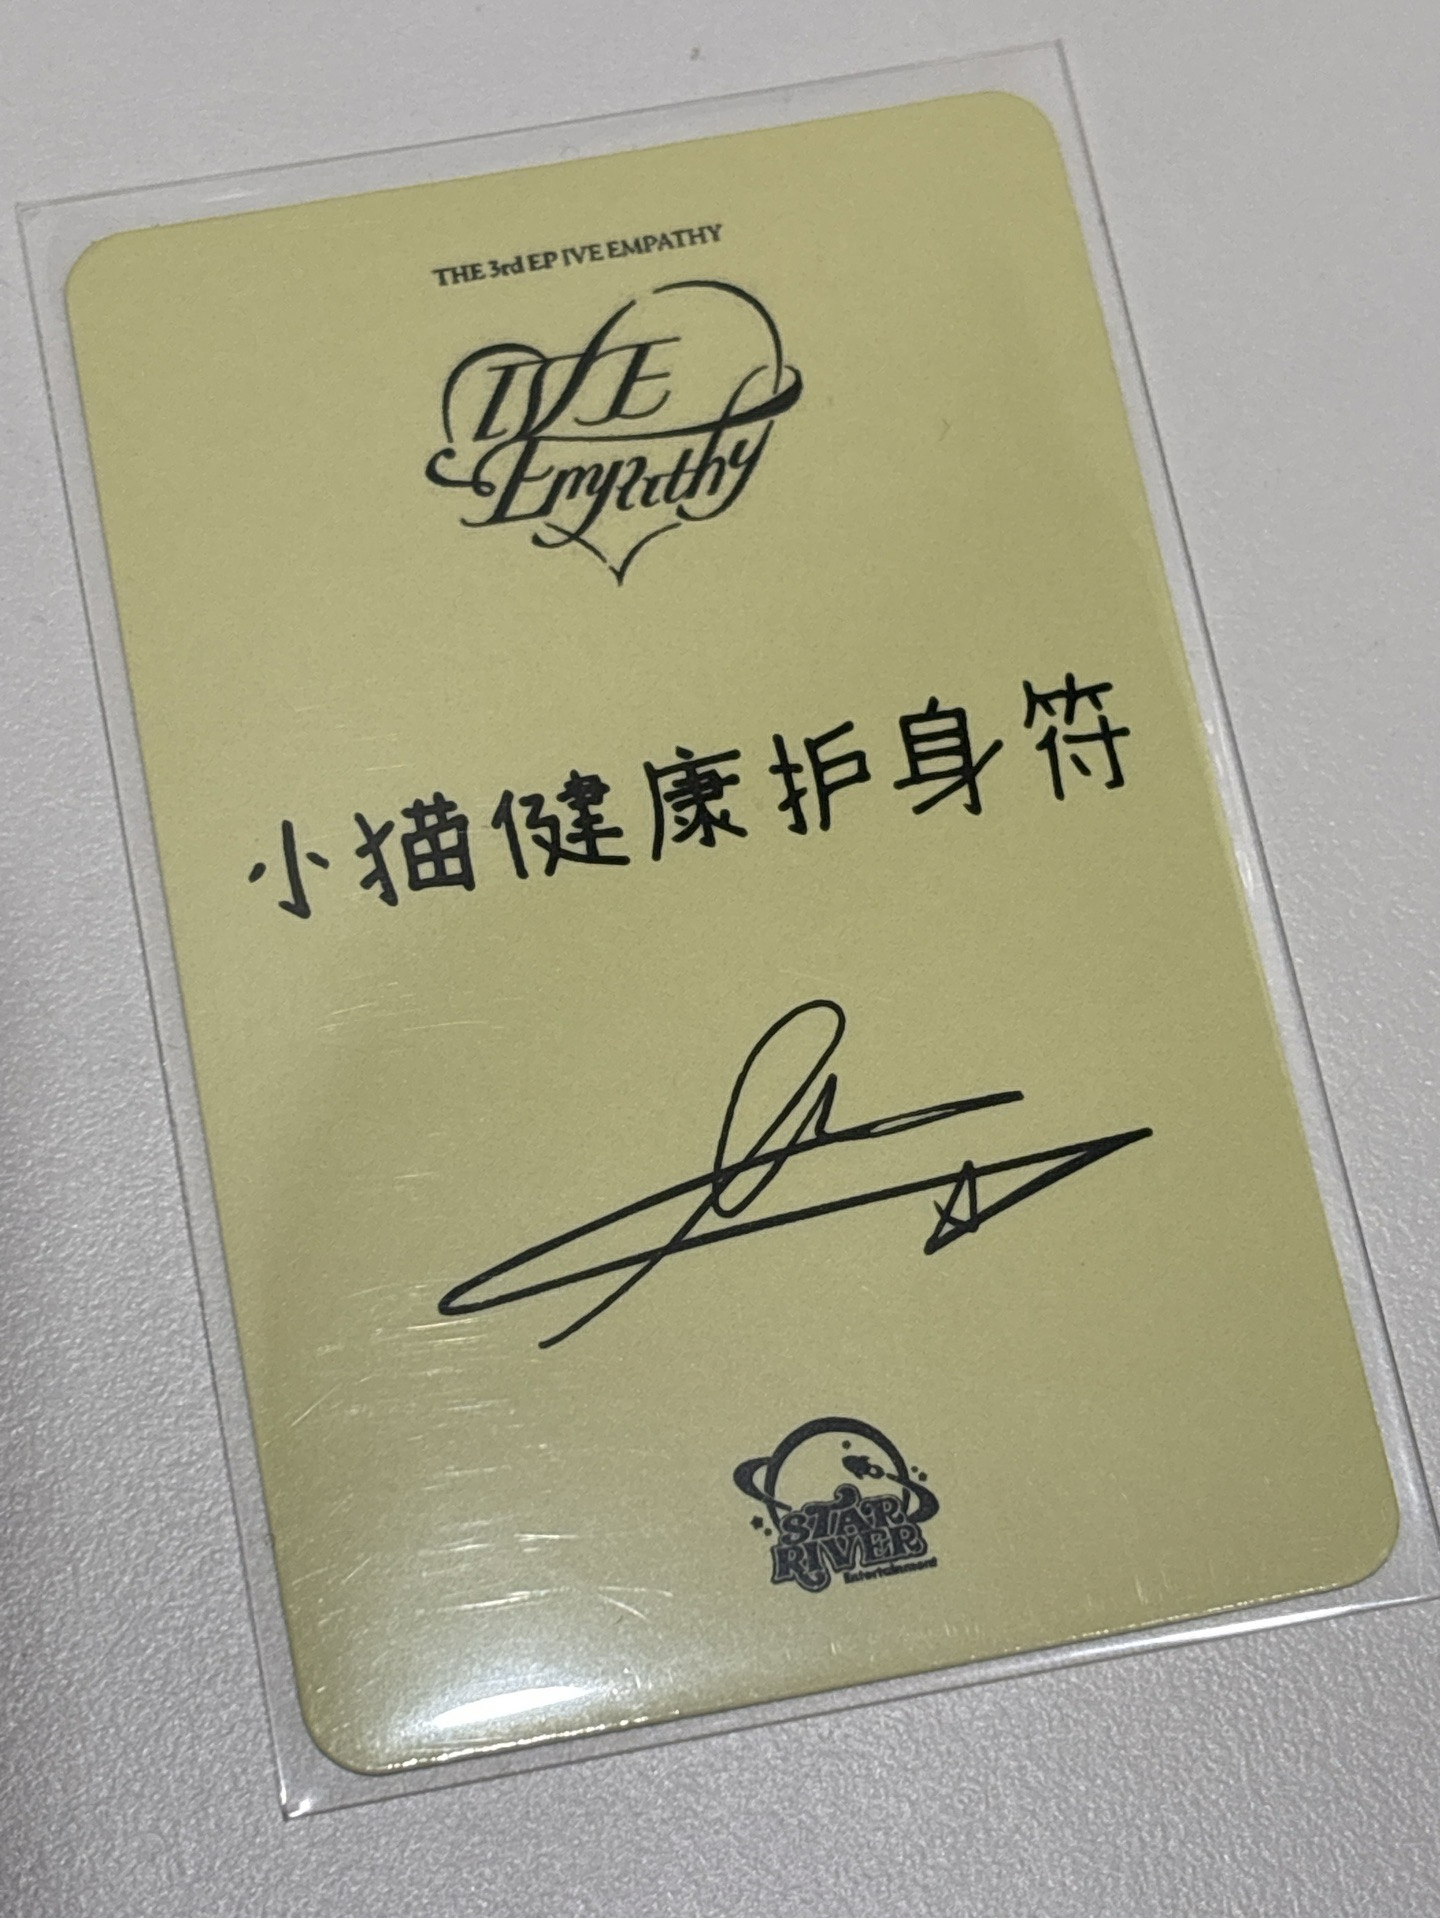 THE 3rd EP IVE EMPATHY
IVE
Empathy
小猫健康护身符
STAR
RIVER
Entertainment